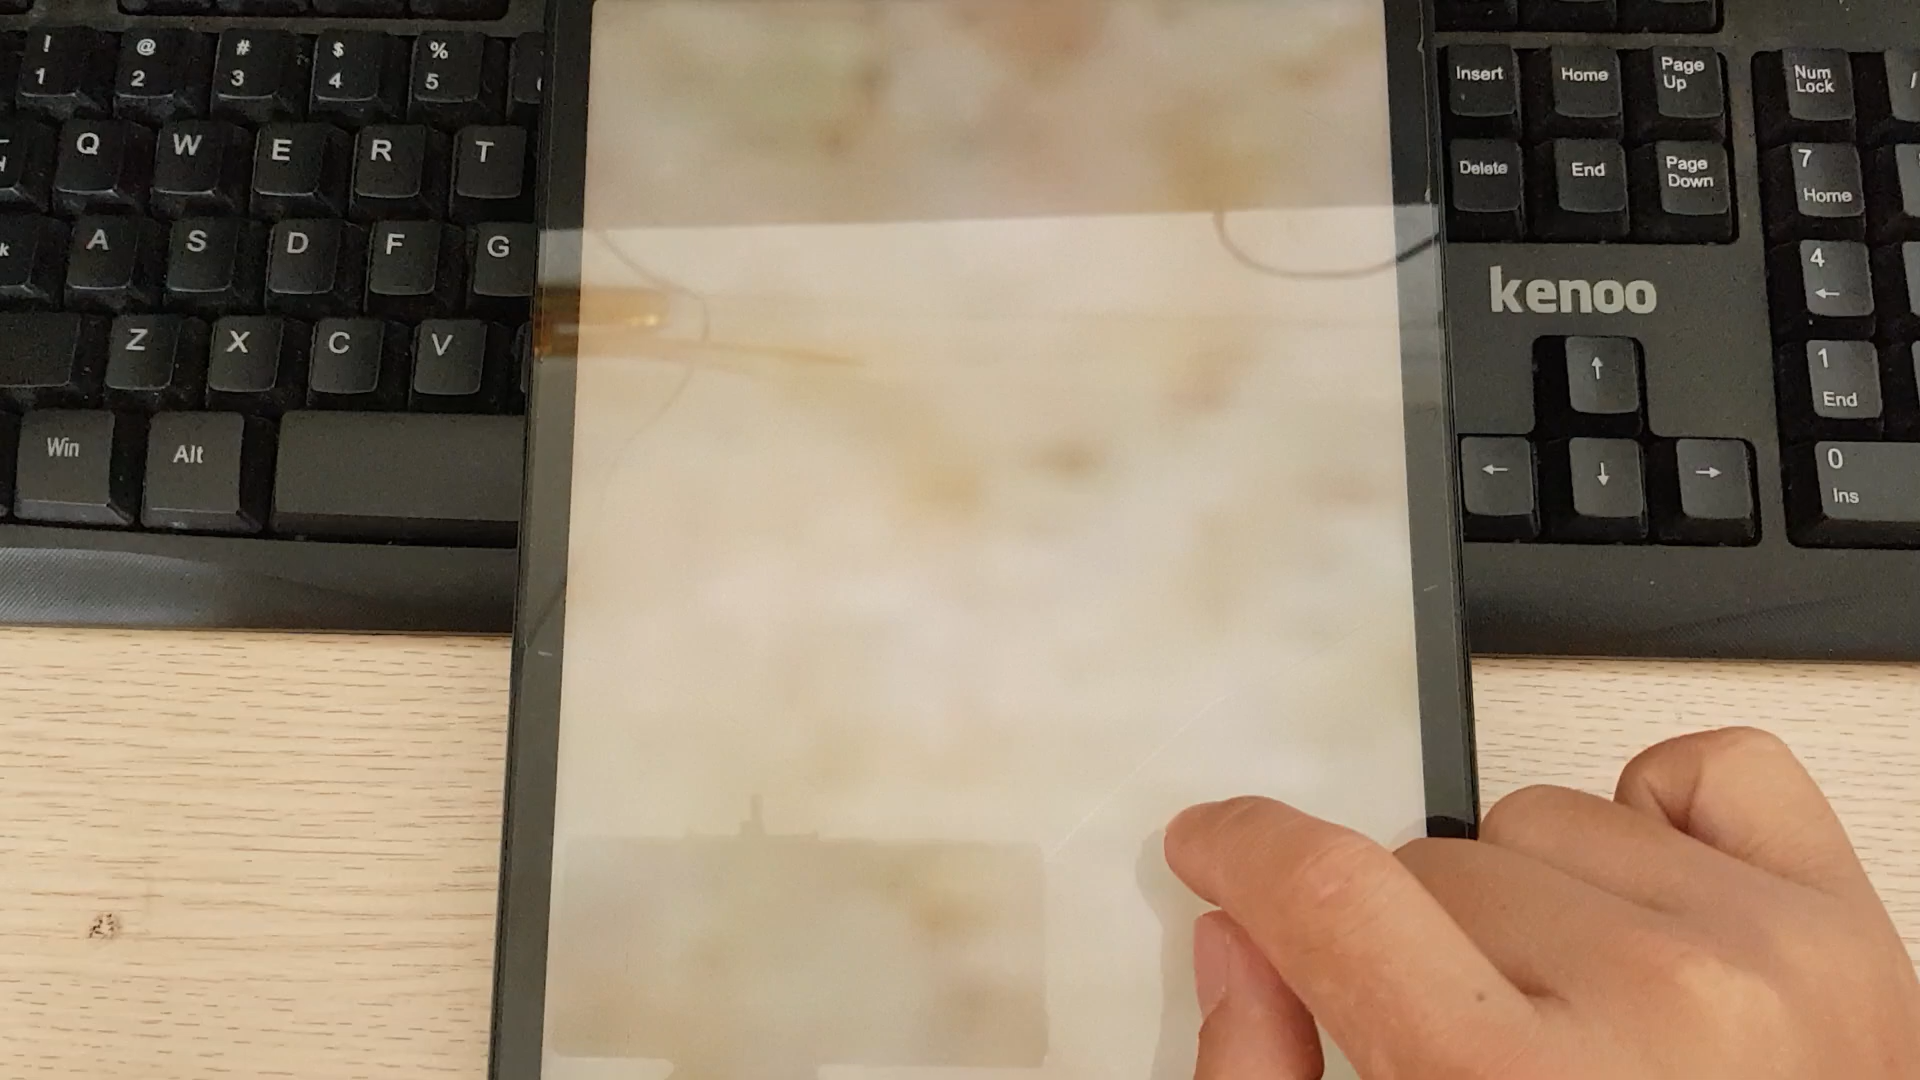 ! @ # $ %
1 2 3 4 5
Insert Home Page Up Num Lock /
Q W E R T
Delete End Page Down 7 Home
A S D F G
4 ←
kenoo
Z X C V
↑ 1 End
Win Alt
← ↓ → 0 Ins